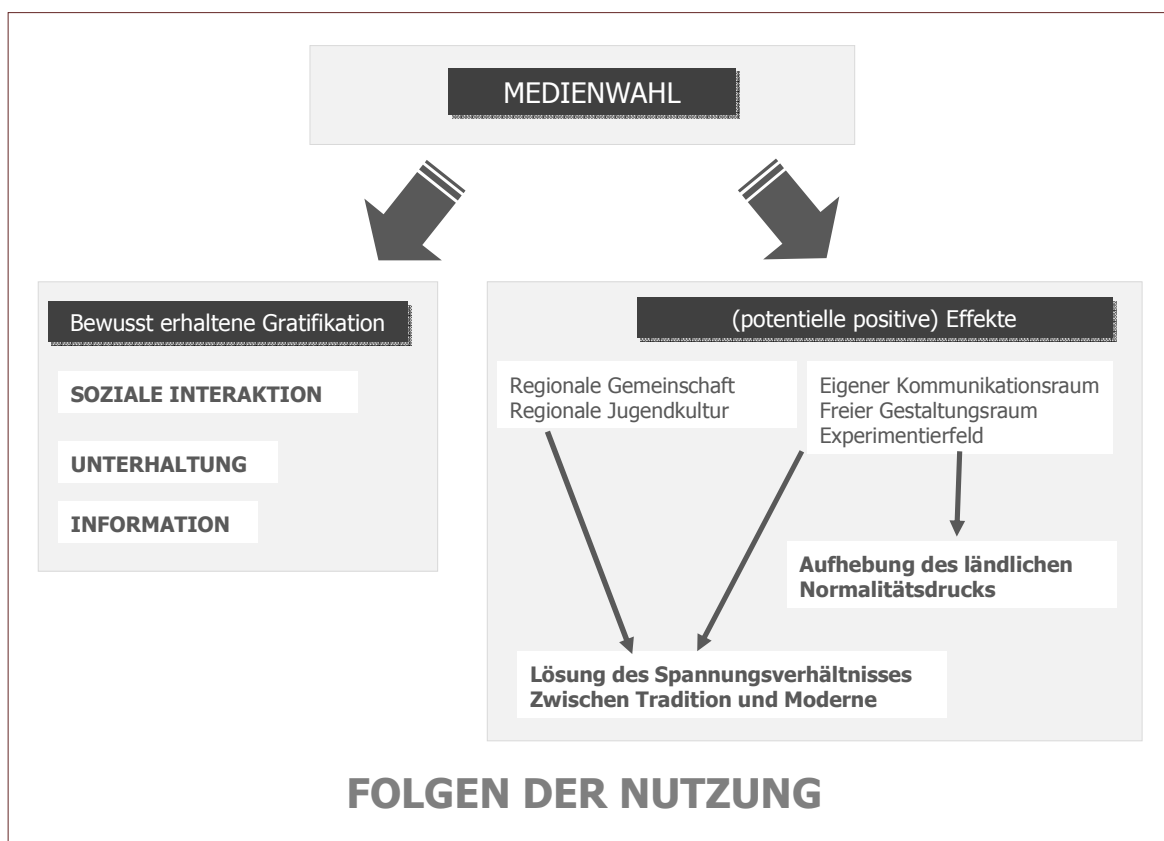 MEDIENWAHL
Bewusst erhaltene Gratifikation
SOZIALE INTERAKTION
UNTERHALTUNG
INFORMATION
(potentielle positive) Effekte
Regionale Gemeinschaft
Regionale Jugendkultur
Eigener Kommunikationsraum
Freier Gestaltungsraum
Experimentierfeld
Aufhebung des ländlichen
Normalitätsdrucks
Lösung des Spannungsverhältnisses
Zwischen Tradition und Moderne
FOLGEN DER NUTZUNG